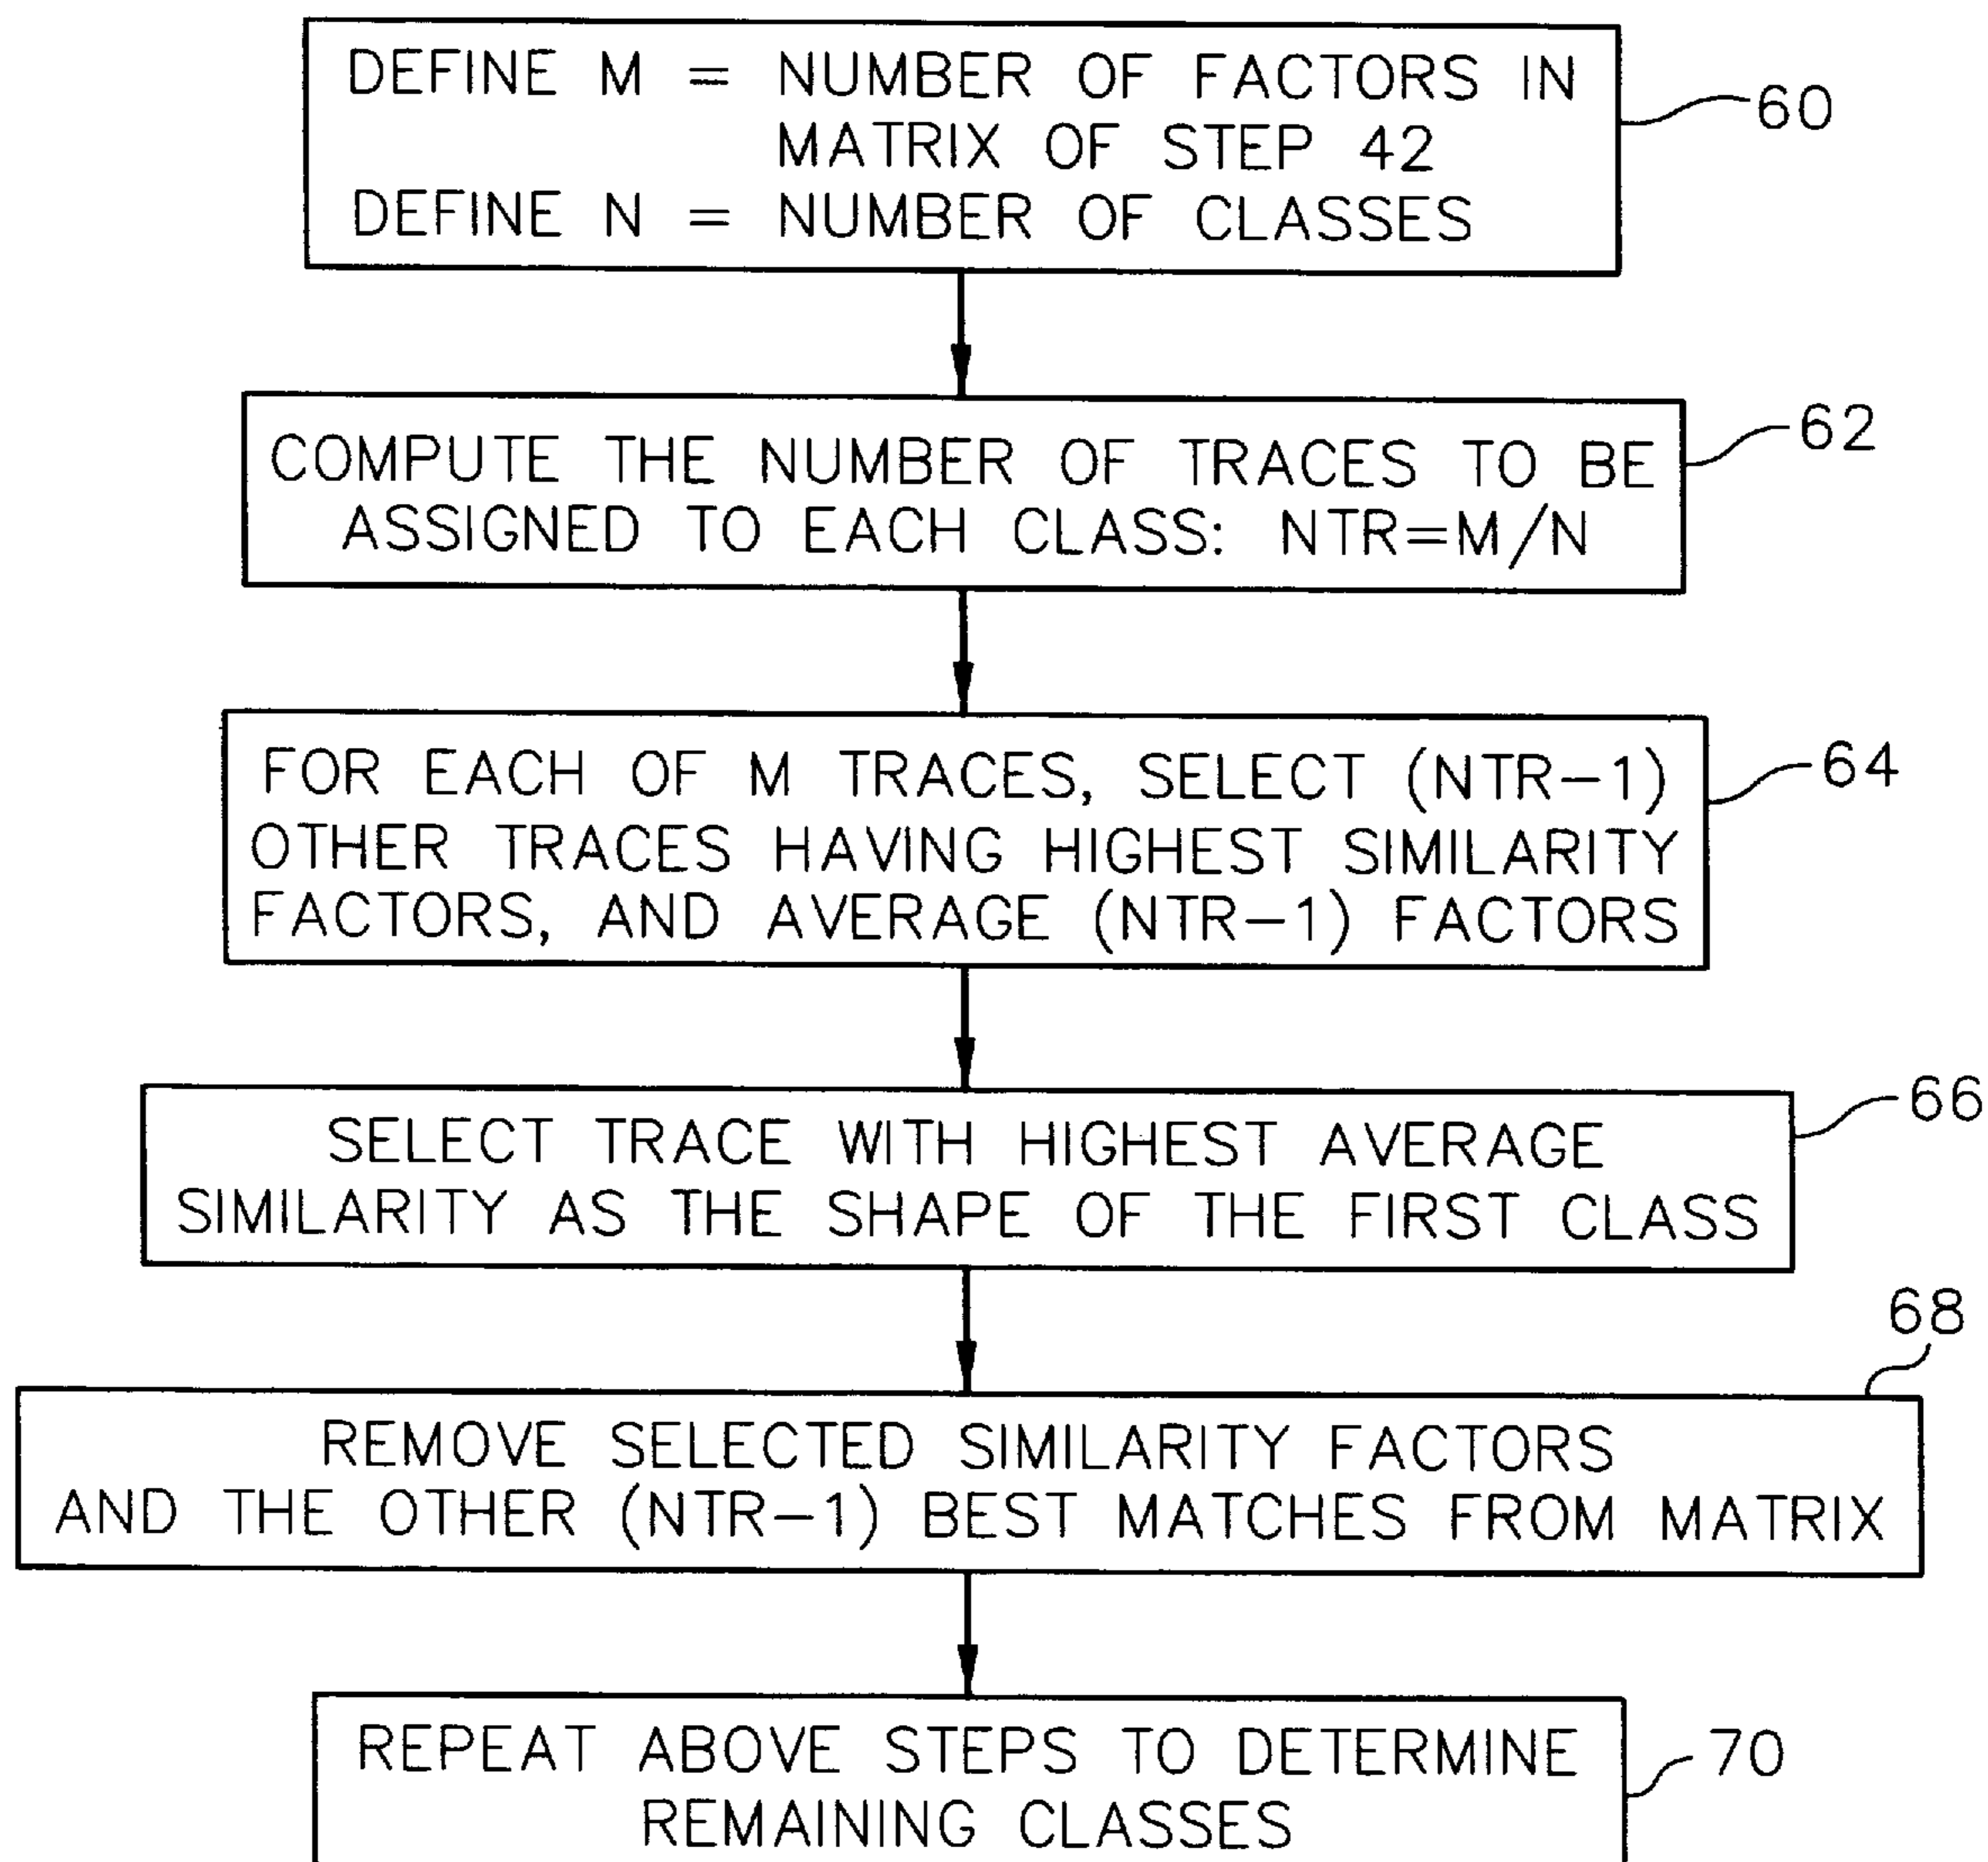 DEFINE M = NUMBER OF FACTORS IN
MATRIX OF STEP 42
DEFINE N = NUMBER OF CLASSES
60
COMPUTE THE NUMBER OF TRACES TO BE
ASSIGNED TO EACH CLASS: NTR=M/N
62
FOR EACH OF M TRACES, SELECT (NTR-1)
OTHER TRACES HAVING HIGHEST SIMILARITY
FACTORS, AND AVERAGE (NTR-1) FACTORS
64
SELECT TRACE WITH HIGHEST AVERAGE
SIMILARITY AS THE SHAPE OF THE FIRST CLASS
66
68
REMOVE SELECTED SIMILARITY FACTORS
AND THE OTHER (NTR-1) BEST MATCHES FROM MATRIX
REPEAT ABOVE STEPS TO DETERMINE
REMAINING CLASSES
70